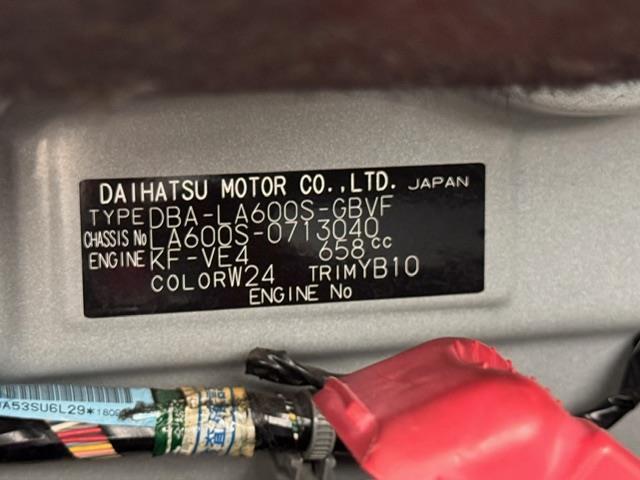 DAIHATSU MOTOR CO.,LTD. JAPAN
TYPE DBA-LA600S-GBVF
CHASSIS No LA600S-0713040
ENGINE KF-VE4 658cc
COLOR W24 TRIM YB10
ENGINE No
A53SU6L29*